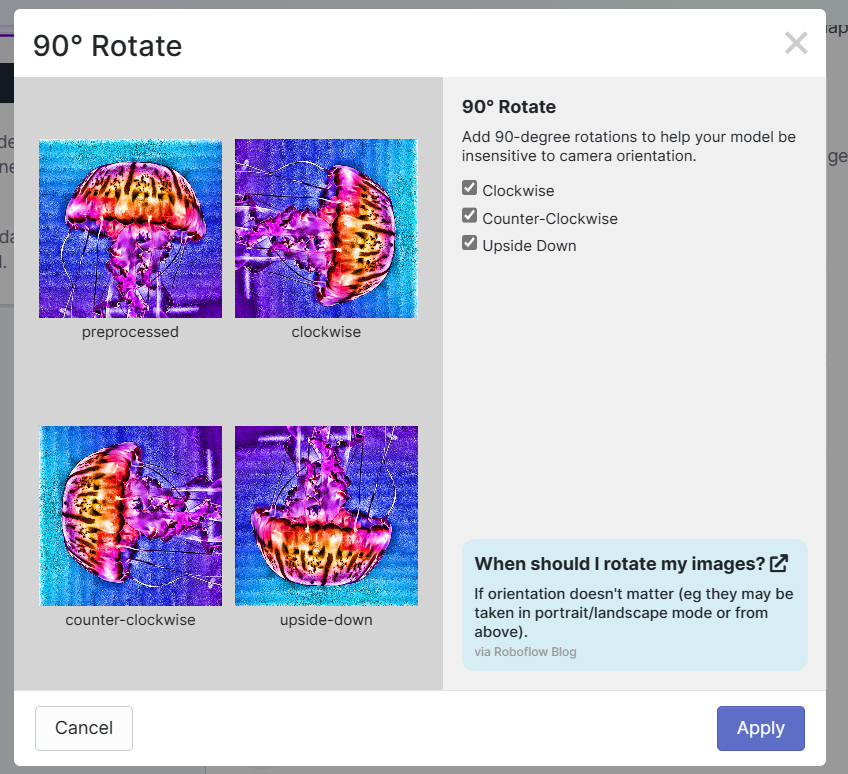 90° Rotate
90° Rotate
Add 90-degree rotations to help your model be
insensitive to camera orientation.
Clockwise
Counter-Clockwise
Upside Down
preprocessed
clockwise
counter-clockwise
upside-down
When should I rotate my images?
If orientation doesn't matter (eg they may be
taken in portrait/landscape mode or from
above).
via Roboflow Blog
Cancel
Apply